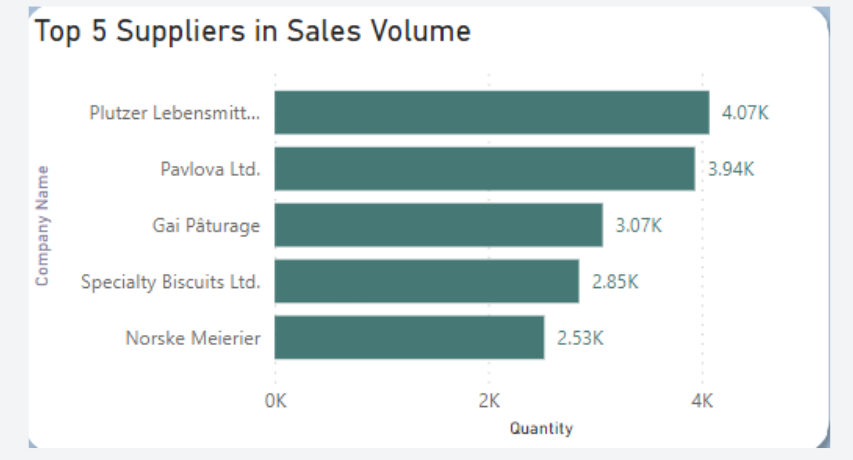 Top 5 Suppliers in Sales Volume
Company Name
Plutzer Lebensmitt... 4.07K
Pavlova Ltd. 3.94K
Gai Pâturage 3.07K
Specialty Biscuits Ltd. 2.85K
Norske Meierier 2.53K
0K 2K 4K
Quantity